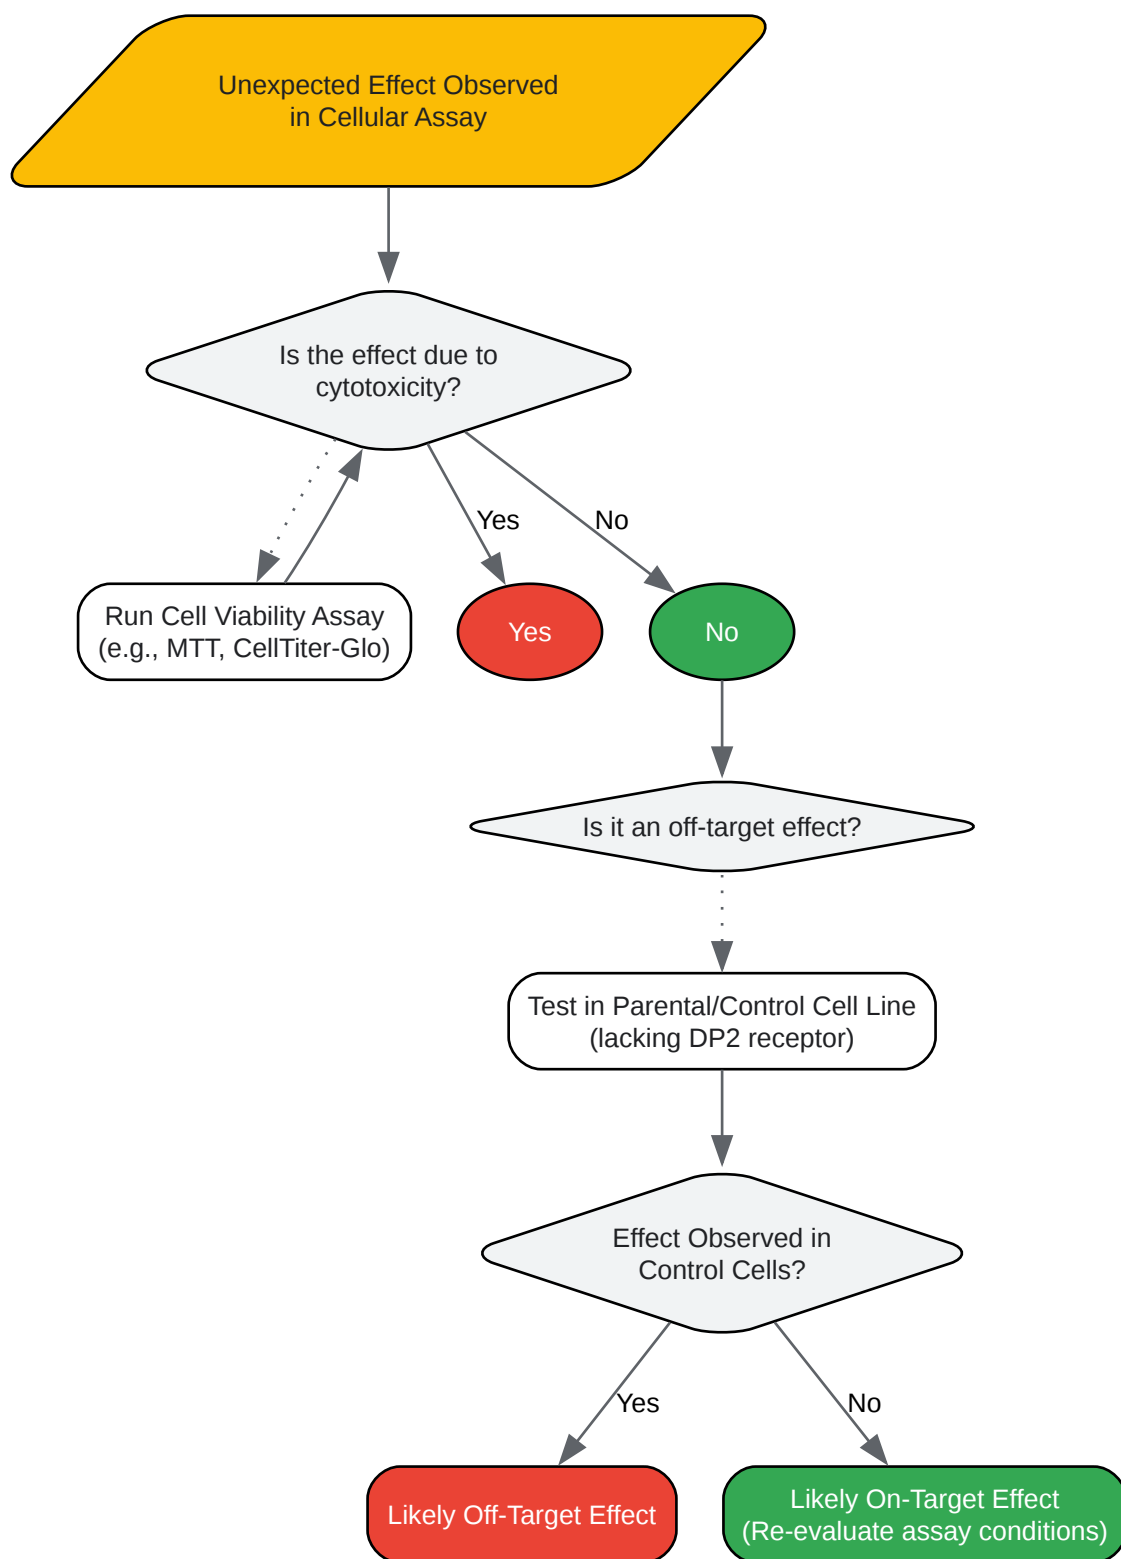 Unexpected Effect Observed
in Cellular Assay
Is the effect due to
cytotoxicity?
Yes
No
Run Cell Viability Assay
(e.g., MTT, CellTiter-Glo)
Yes
No
Is it an off-target effect?
Test in Parental/Control Cell Line
(lacking DP2 receptor)
Effect Observed in
Control Cells?
Yes
No
Likely Off-Target Effect
Likely On-Target Effect
(Re-evaluate assay conditions)